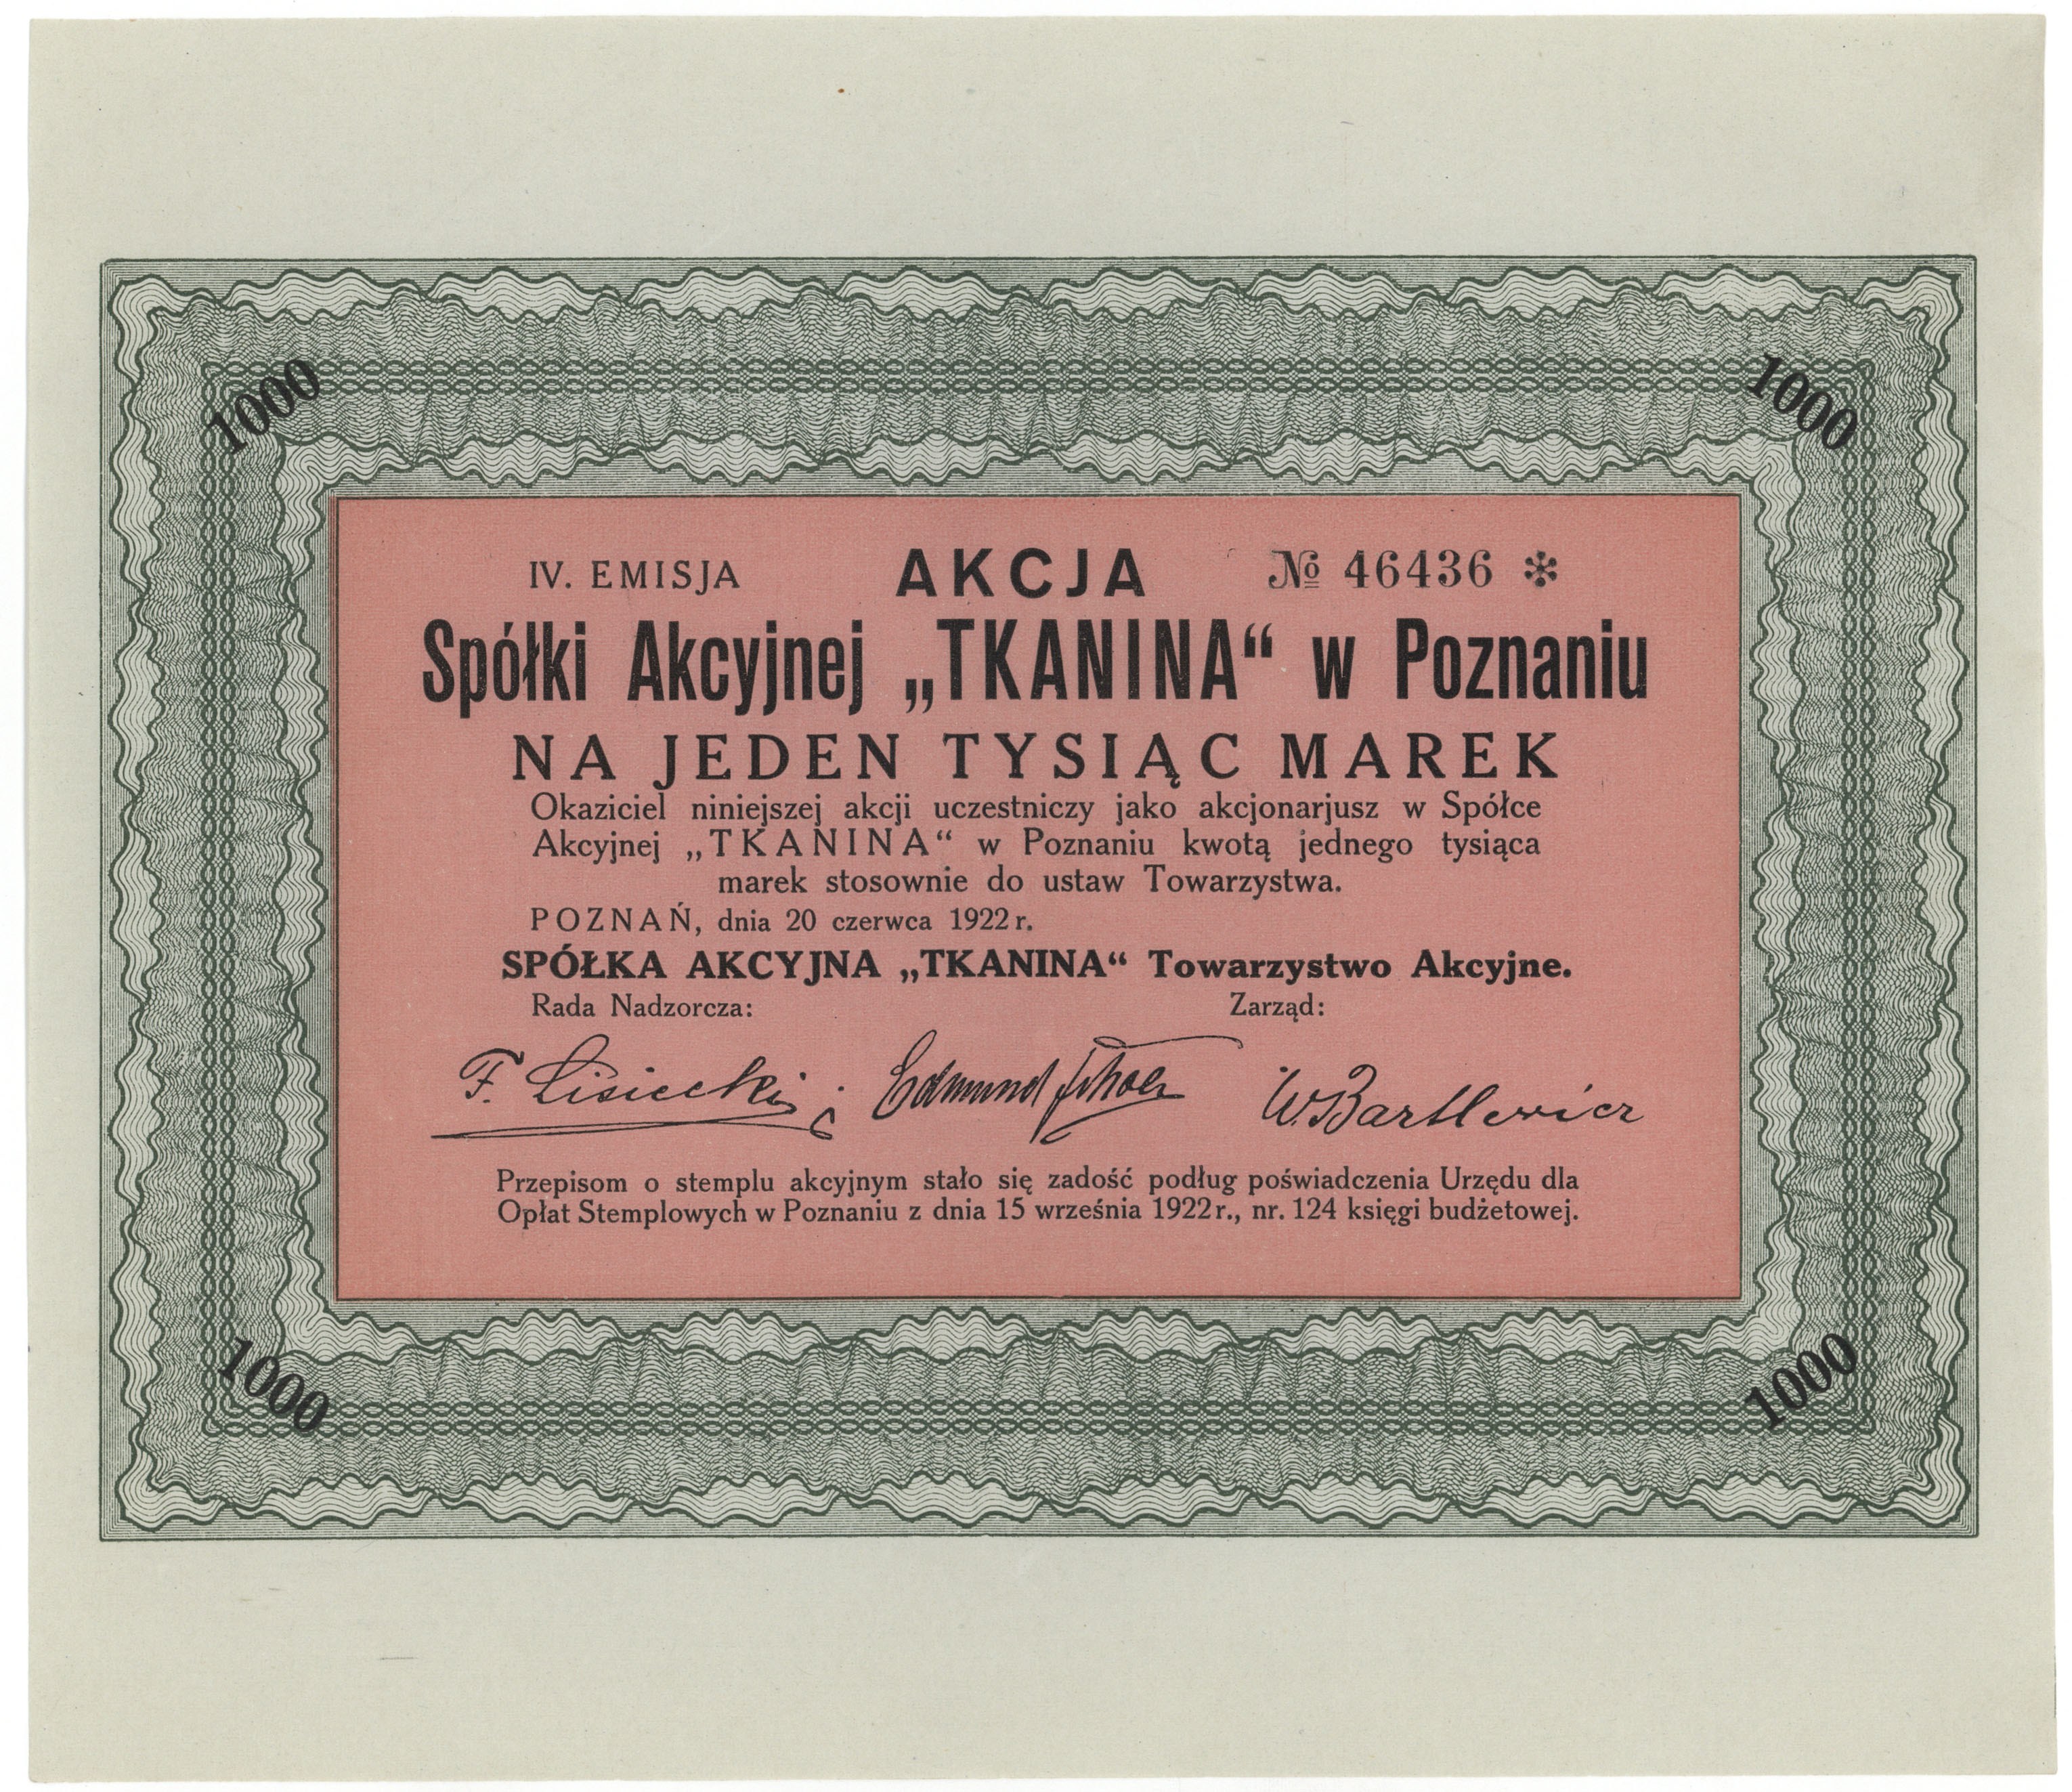 1000
1000
IV. EMISJA AKCJA № 46436 ✻
Spółki Akcyjnej „TKANINA“ w Poznaniu
NA JEDEN TYSIĄC MAREK
Okaziciel niniejszej akcji uczestniczy jako akcjonarjusz w Spółce
Akcyjnej „TKANINA“ w Poznaniu kwotą jednego tysiąca
marek stosownie do ustaw Towarzystwa.
POZNAŃ, dnia 20 czerwca 1922 r.
SPÓŁKA AKCYJNA „TKANINA“ Towarzystwo Akcyjne.
Rada Nadzorcza: Zarząd:
F. Lisiecki Edmund W. Bartlewicz
Przepisom o stemplu akcyjnym stało się zadość podług poświadczenia Urzędu dla
Opłat Stemplowych w Poznaniu z dnia 15 września 1922 r., nr. 124 księgi budżetowej.
1000
1000